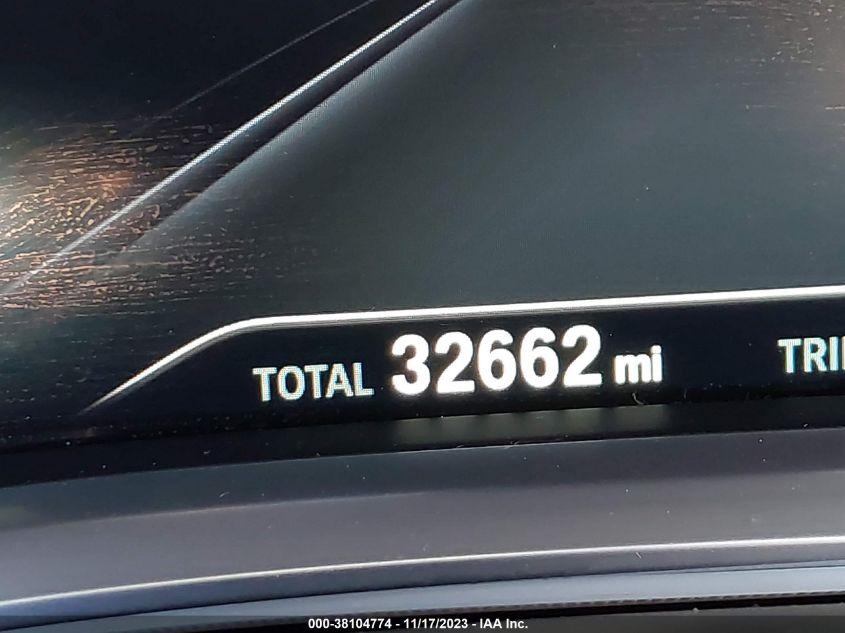 TOTAL 32662 mi TRI
000-38104774 — 11/17/2023 - IAA Inc.